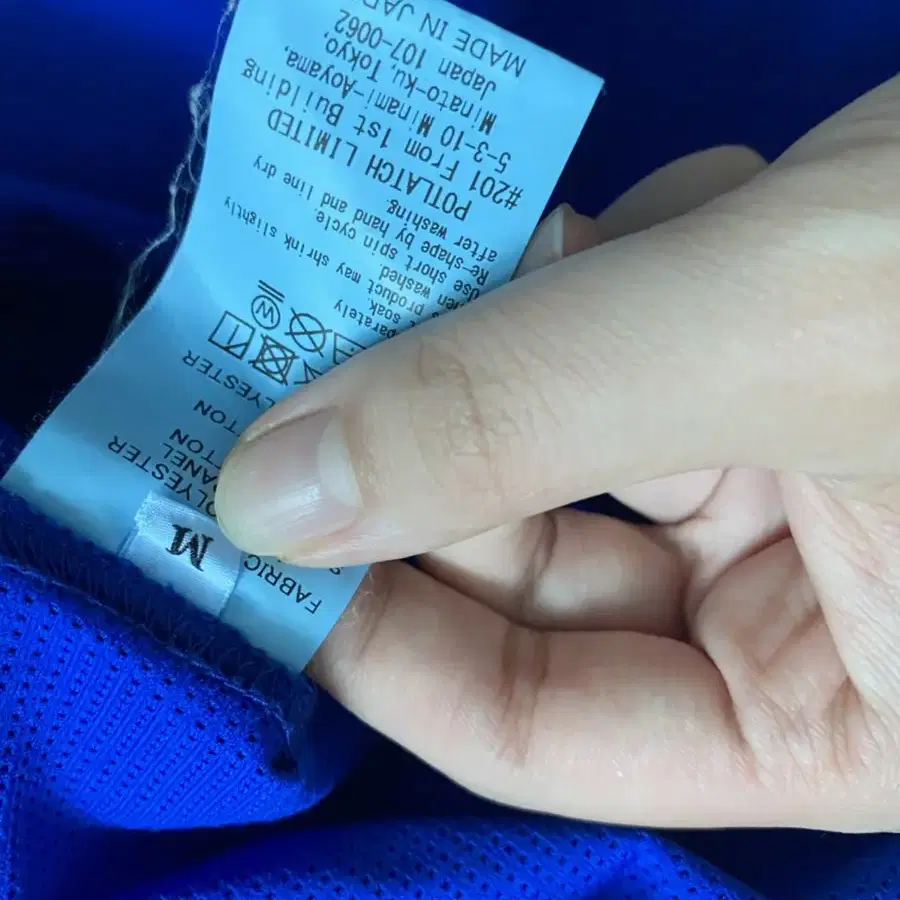 FABRIC
POLYESTER
PANEL
COTTON
COTTON
POLYESTER
W
M
separately
soak.
When product
when washed
may shrink slightly
Use short spin cycle.
Re-shape by hand and line dry
after washing.
POTLATCH LIMITED
#201 From 1st Building
5-3-10 Minami-Aoyama,
Minato-ku, Tokyo,
Japan 107-0062
MADE IN JAPAN